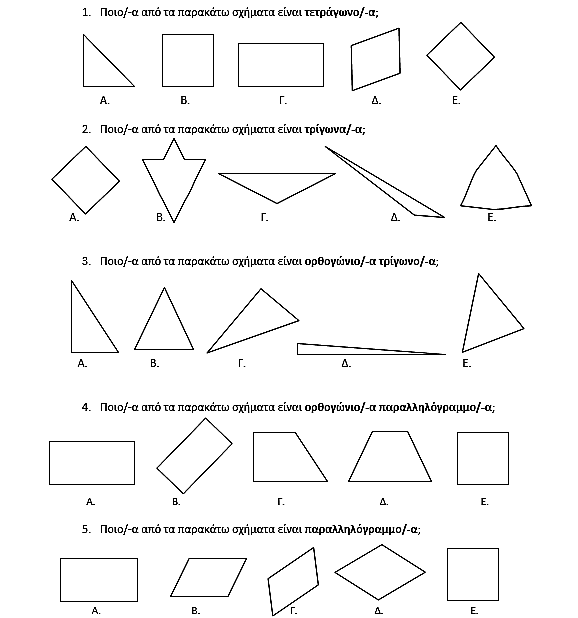 1. Ποιο/-α από τα παρακάτω σχήματα είναι τετράγωνο/-α;
Α. Β. Γ. Δ. Ε.
2. Ποιο/-α από τα παρακάτω σχήματα είναι τρίγωνα/-α;
Α. Β. Γ. Δ. Ε.
3. Ποιο/-α από τα παρακάτω σχήματα είναι ορθογώνιο/-α τρίγωνο/-α;
Α. Β. Γ. Δ. Ε.
4. Ποιο/-α από τα παρακάτω σχήματα είναι ορθογώνιο/-α παραλληλόγραμμο/-α;
Α. Β. Γ. Δ. Ε.
5. Ποιο/-α από τα παρακάτω σχήματα είναι παραλληλόγραμμο/-α;
Α. Β. Γ. Δ. Ε.